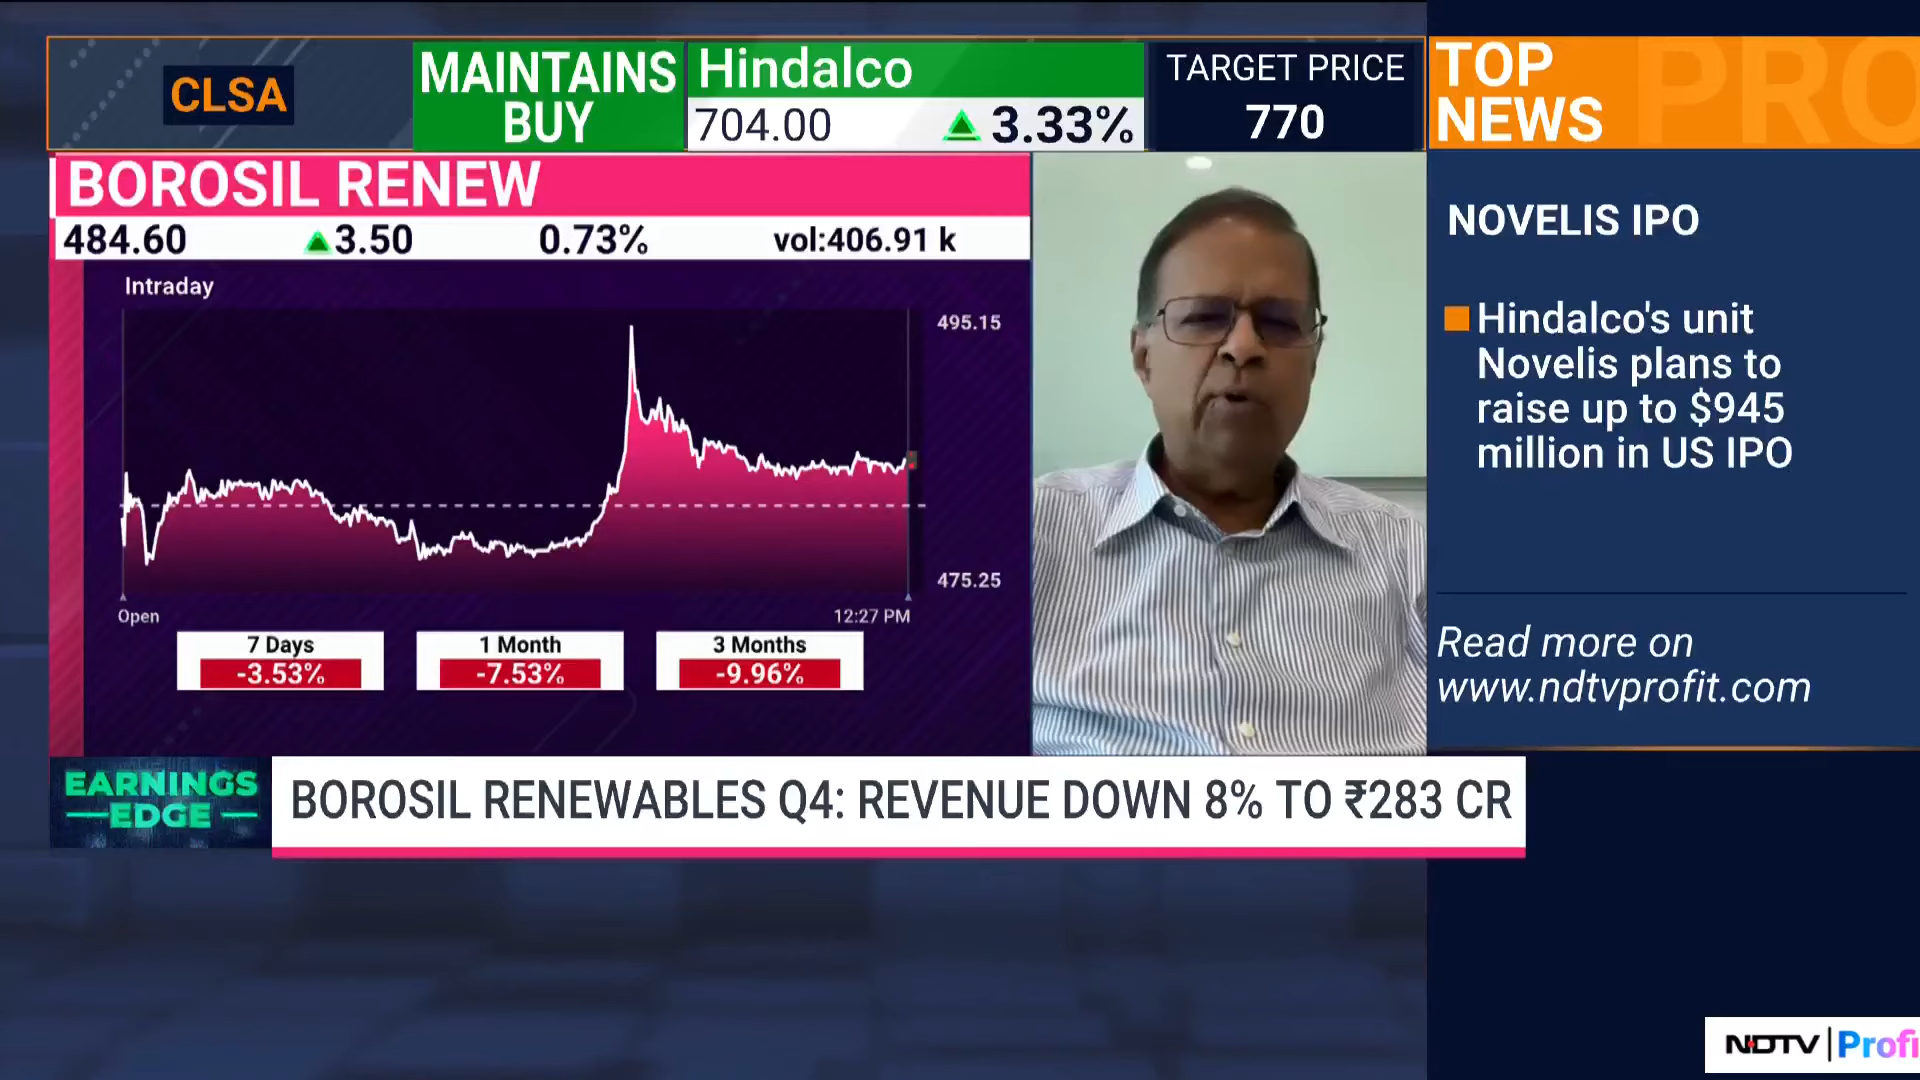 CLSA
MAINTAINS
BUY
Hindalco
704.00 3.33%
TARGET PRICE
770
TOP
NEWS
PRO
BOROSIL RENEW
484.60 3.50 0.73% vol:406.91 k
Intraday
495.15
475.25
Open 12:27 PM
7 Days
-3.53%
1 Month
-7.53%
3 Months
-9.96%
NOVELIS IPO
Hindalco's unit
Novelis plans to
raise up to $945
million in US IPO
Read more on
www.ndtvprofit.com
EARNINGS
EDGE
BOROSIL RENEWABLES Q4: REVENUE DOWN 8% TO ₹283 CR
NDTV Profi